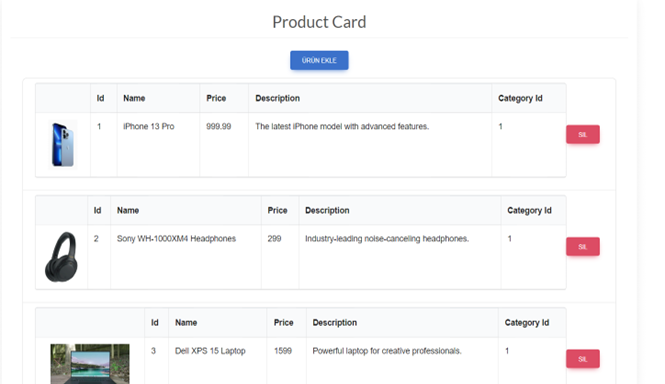 Product Card
ÜRÜN EKLE
Id Name Price Description Category Id
1 iPhone 13 Pro 999.99 The latest iPhone model with advanced features. 1
SIL
Id Name Price Description Category Id
2 Sony WH-1000XM4 Headphones 299 Industry-leading noise-canceling headphones. 1
SIL
Id Name Price Description Category Id
3 Dell XPS 15 Laptop 1599 Powerful laptop for creative professionals. 1
SIL